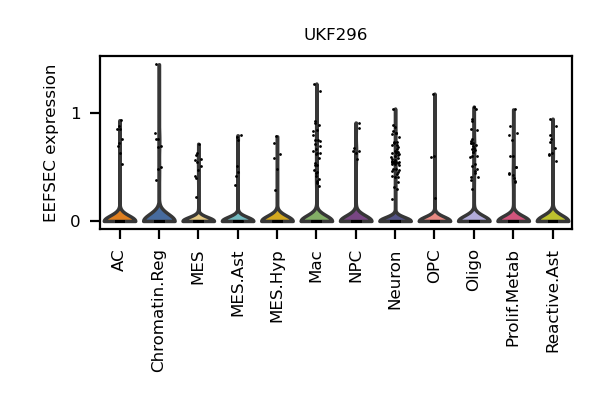 UKF296
EEFSEC expression
1
0
AC
Chromatin.Reg
MES
MES.Ast
MES.Hyp
Mac
NPC
Neuron
OPC
Oligo
Prolif.Metab
Reactive.Ast